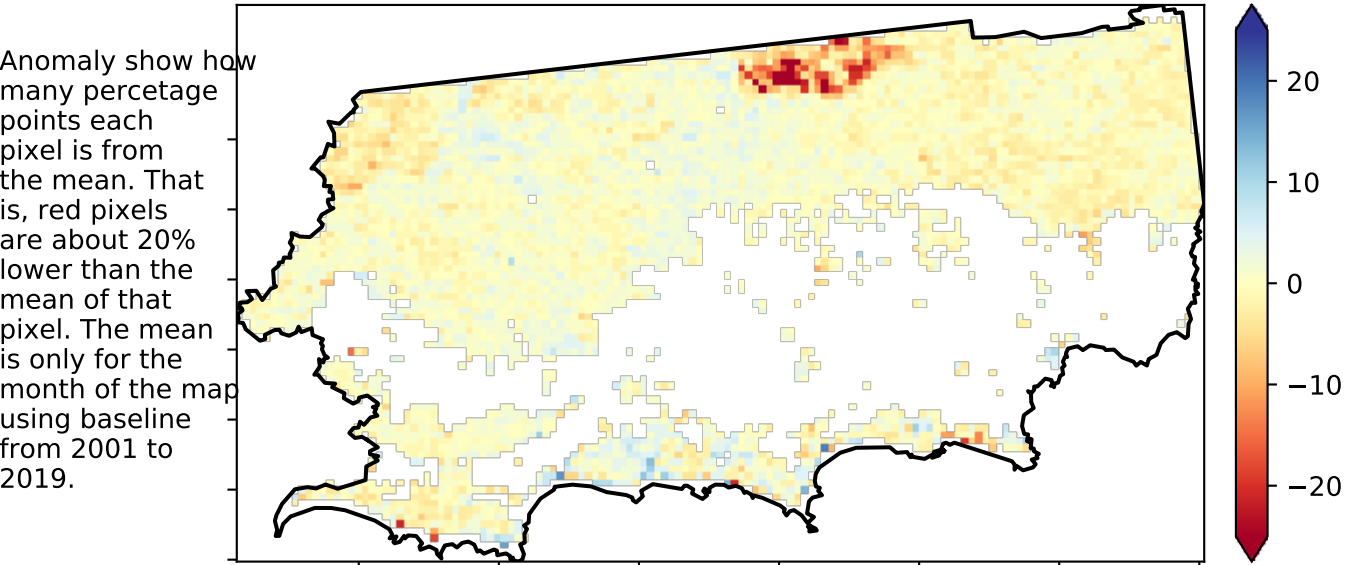 Anomaly show how
many percetage
points each
pixel is from
the mean. That
is, red pixels
are about 20%
lower than the
mean of that
pixel. The mean
is only for the
month of the map
using baseline
from 2001 to
2019.
20
10
0
−10
−20